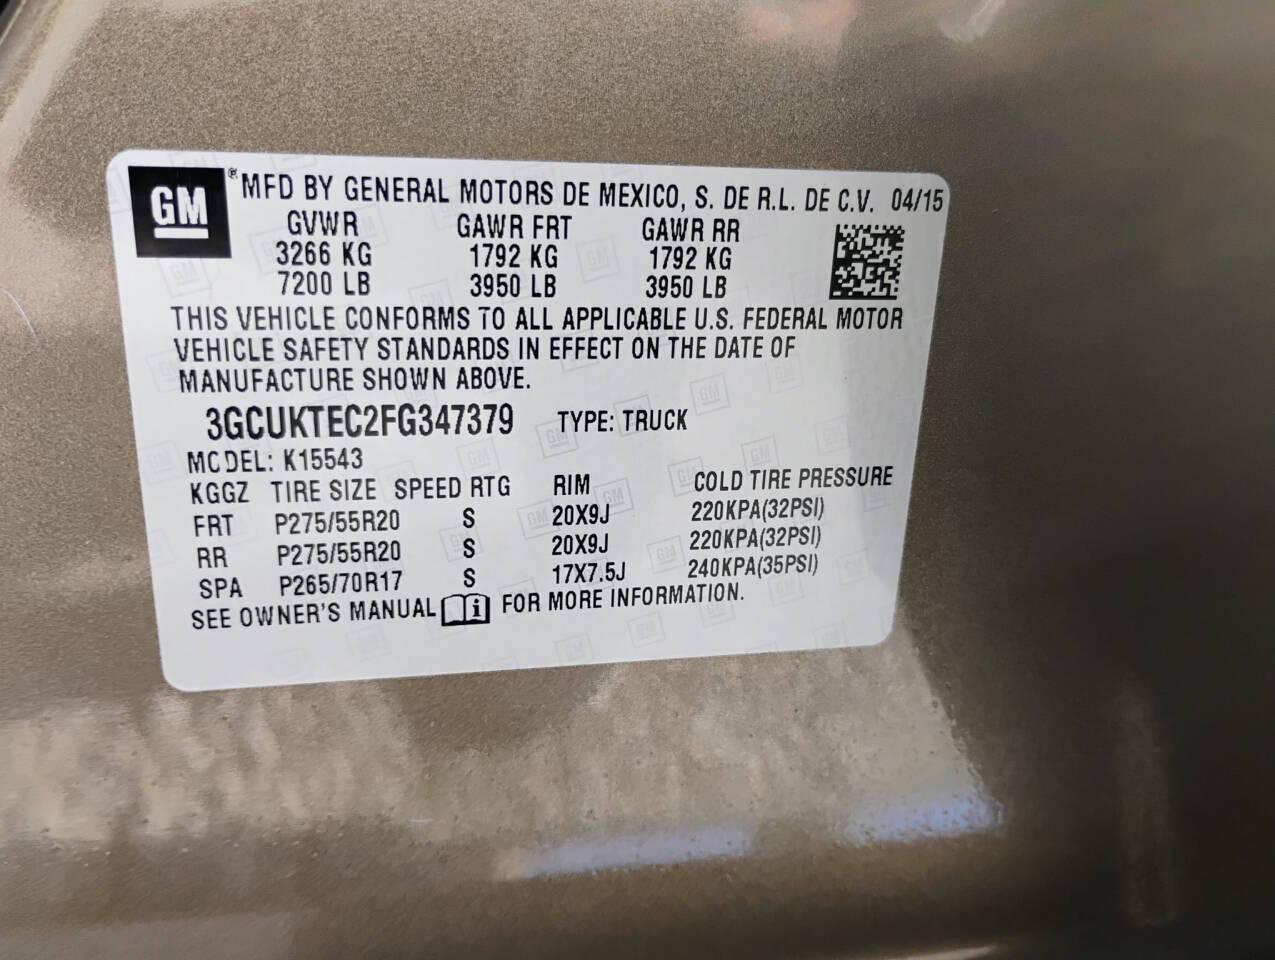 GM ® MFD BY GENERAL MOTORS DE MEXICO, S. DE R.L. DE C.V. 04/15
GVWR GAWR FRT GAWR RR
3266 KG 1792 KG 1792 KG
7200 LB 3950 LB 3950 LB
THIS VEHICLE CONFORMS TO ALL APPLICABLE U.S. FEDERAL MOTOR
VEHICLE SAFETY STANDARDS IN EFFECT ON THE DATE OF
MANUFACTURE SHOWN ABOVE.
3GCUKTEC2FG347379 TYPE: TRUCK
MODEL: K15543
KGGZ TIRE SIZE SPEED RTG RIM COLD TIRE PRESSURE
FRT P275/55R20 S 20X9J 220KPA(32PSI)
RR P275/55R20 S 20X9J 220KPA(32PSI)
SPA P265/70R17 S 17X7.5J 240KPA(35PSI)
SEE OWNER'S MANUAL i FOR MORE INFORMATION.